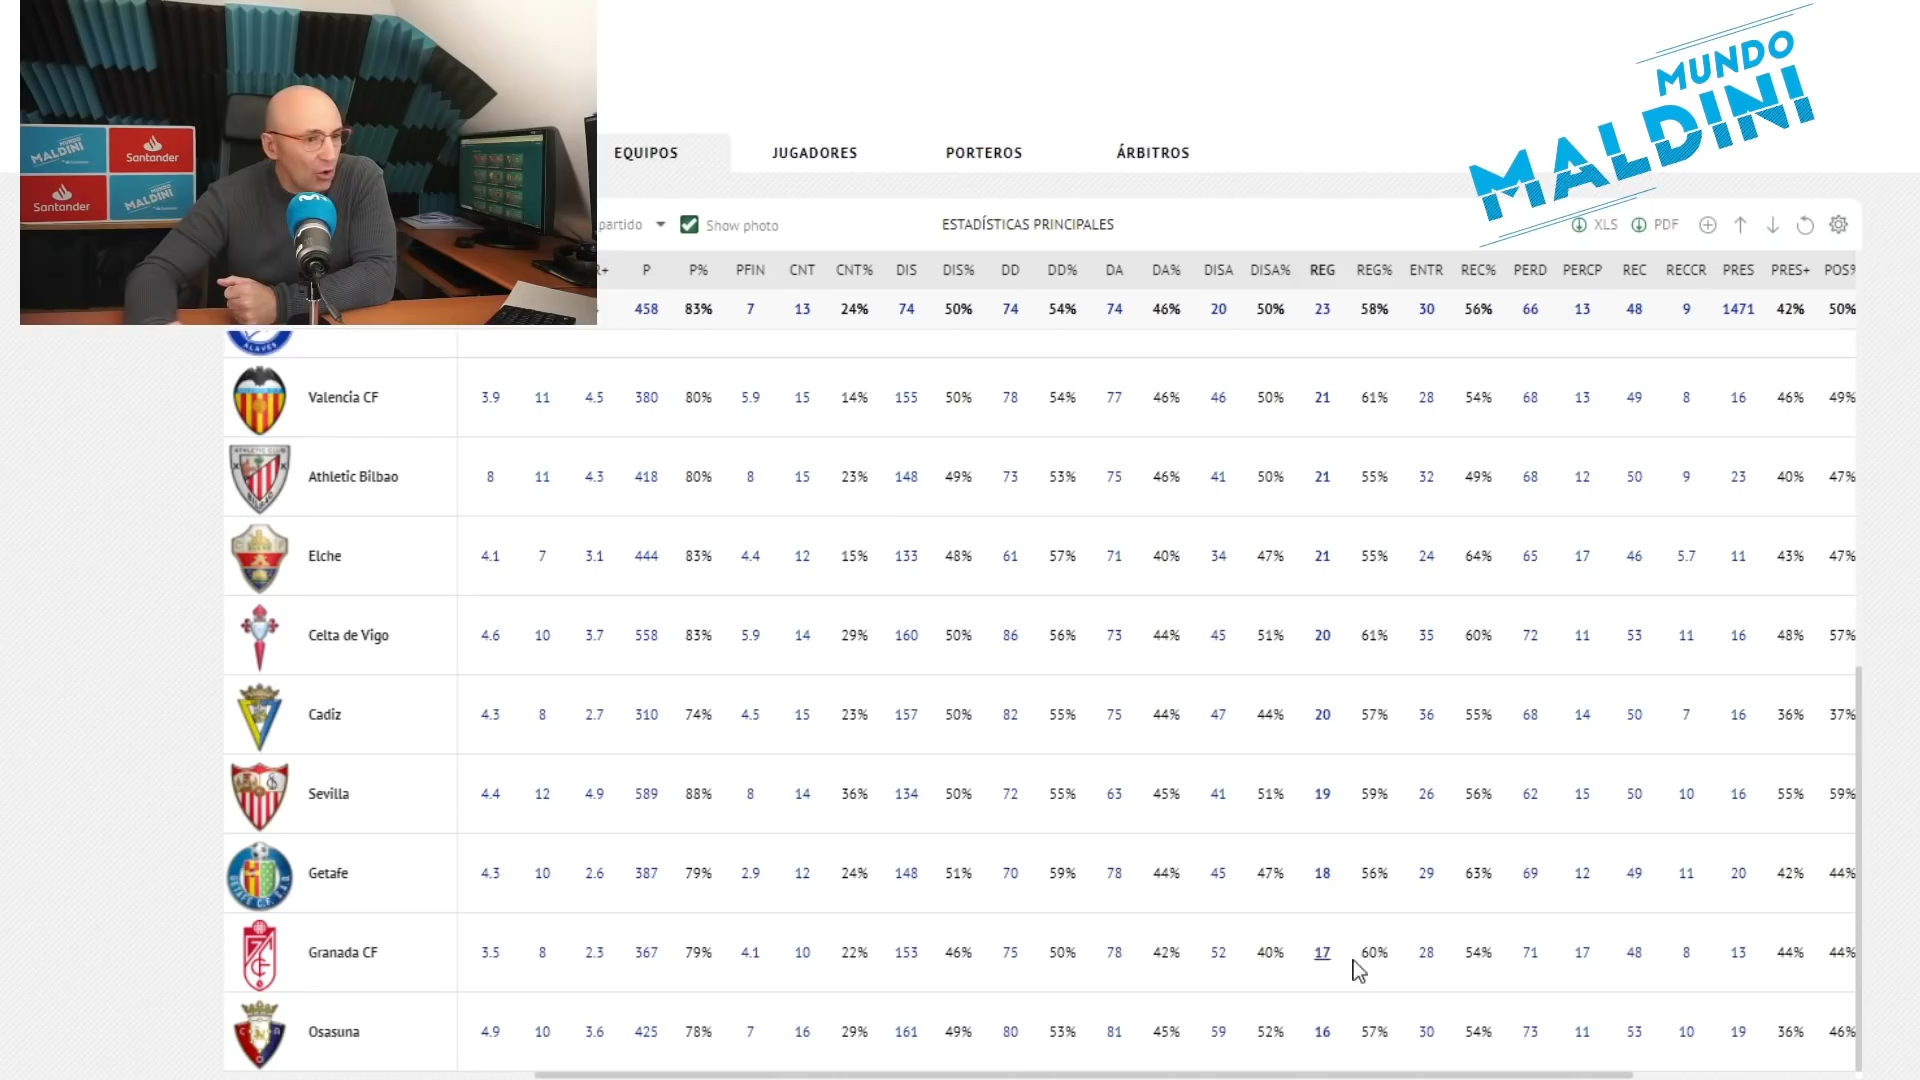 MUNDO
MALDINI
MUNDO
MALDINI
Santander
Santander
MUNDO
MALDINI
EQUIPOS JUGADORES PORTEROS ÁRBITROS
partido Show photo ESTADÍSTICAS PRINCIPALES XLS PDF
R+ P P% PFIN CNT CNT% DIS DIS% DD DD% DA DA% DISA DISA% REG REG% ENTR REC% PERD PERCP REC RECCR PRES PRES+ POS%
458 83% 7 13 24% 74 50% 74 54% 74 46% 20 50% 23 58% 30 56% 66 13 48 9 1471 42% 50%
ALAVÉS
Valencia CF 3.9 11 4.5 380 80% 5.9 15 14% 155 50% 78 54% 77 46% 46 50% 21 61% 28 54% 68 13 49 8 16 46% 49%
Athletic Bilbao 8 11 4.3 418 80% 8 15 23% 148 49% 73 53% 75 46% 41 50% 21 55% 32 49% 68 12 50 9 23 40% 47%
Elche 4.1 7 3.1 444 83% 4.4 12 15% 133 48% 61 57% 71 40% 34 47% 21 55% 24 64% 65 17 46 5.7 11 43% 47%
Celta de Vigo 4.6 10 3.7 558 83% 5.9 14 29% 160 50% 86 56% 73 44% 45 51% 20 61% 35 60% 72 11 53 11 16 48% 57%
Cadiz 4.3 8 2.7 310 74% 4.5 15 23% 157 50% 82 55% 75 44% 47 44% 20 57% 36 55% 68 14 50 7 16 36% 37%
Sevilla 4.4 12 4.9 589 88% 8 14 36% 134 50% 72 55% 63 45% 41 51% 19 59% 26 56% 62 15 50 10 16 55% 59%
Getafe 4.3 10 2.6 387 79% 2.9 12 24% 148 51% 70 59% 78 44% 45 47% 18 56% 29 63% 69 12 49 11 20 42% 44%
Granada CF 3.5 8 2.3 367 79% 4.1 10 22% 153 46% 75 50% 78 42% 52 40% 17 60% 28 54% 71 17 48 8 13 44% 44%
Osasuna 4.9 10 3.6 425 78% 7 16 29% 161 49% 80 53% 81 45% 59 52% 16 57% 30 54% 73 11 53 10 19 36% 46%